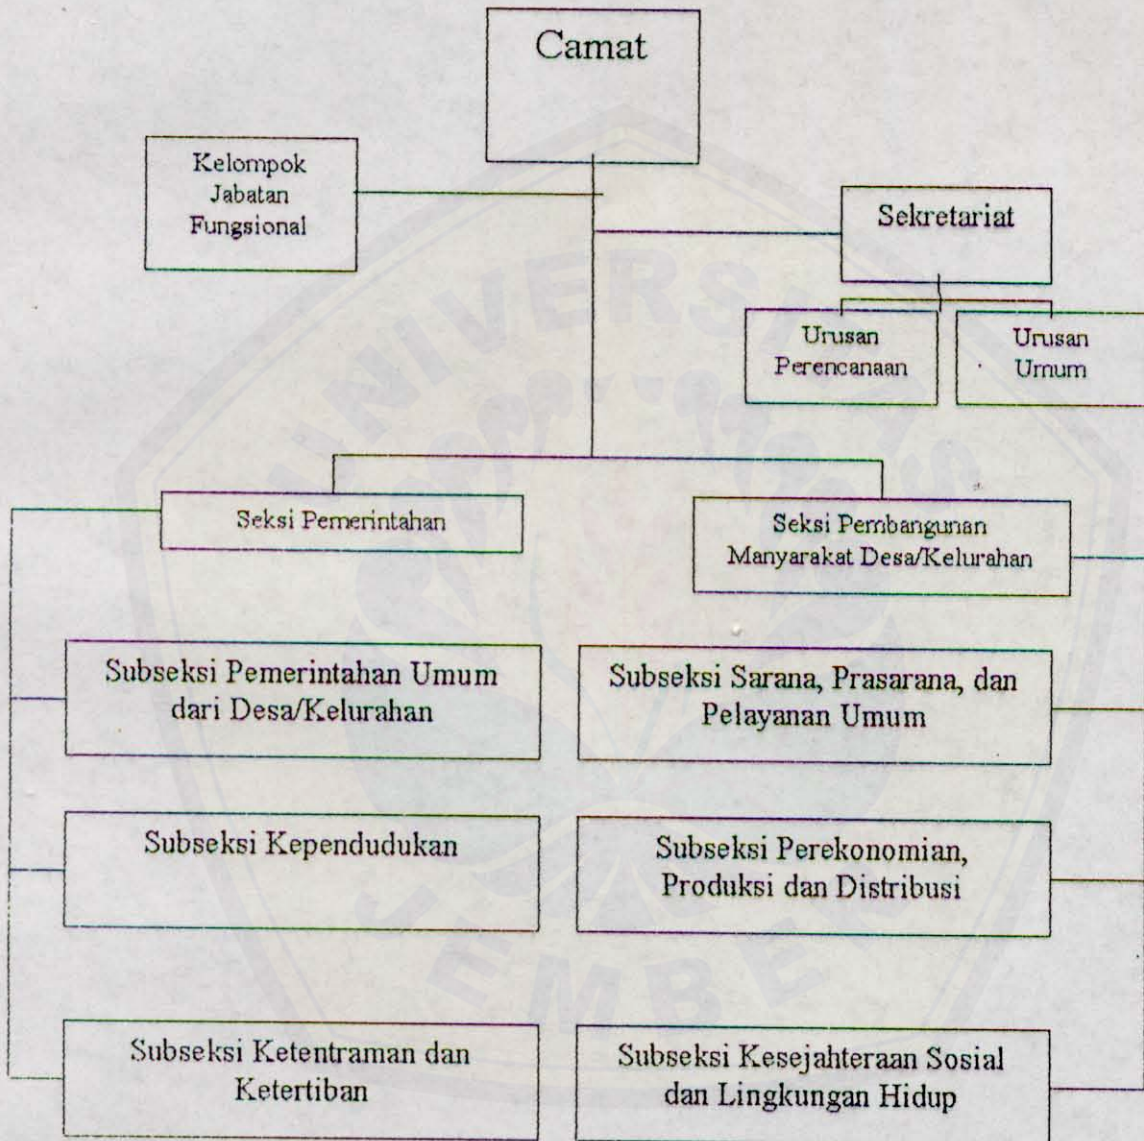 Camat
Kelompok
Jabatan
Fungsional
Sekretariat
Urusan
Perencanaan
Urusan
Umum
Seksi Pemerintahan
Seksi Pembangunan
Manyarakat Desa/Kelurahan
Subseksi Pemerintahan Umum
dari Desa/Kelurahan
Subseksi Sarana, Prasarana, dan
Pelayanan Umum
Subseksi Kependudukan
Subseksi Perekonomian,
Produksi dan Distribusi
Subseksi Ketentraman dan
Ketertiban
Subseksi Kesejahteraan Sosial
dan Lingkungan Hidup
UNIVERSITAS
JEMBER